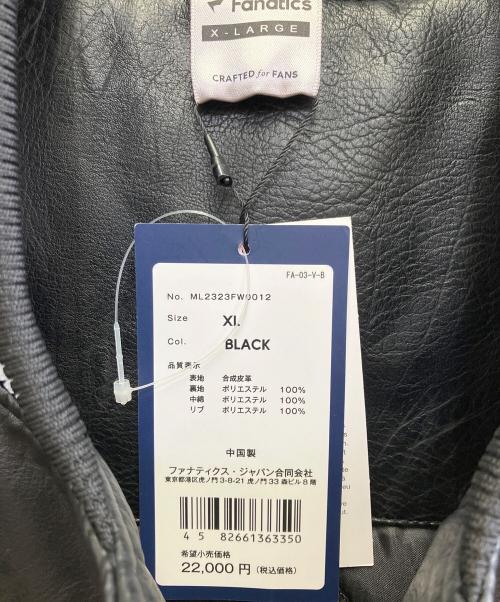 Fanatics
X-LARGE
CRAFTED for FANS
FA-03-V-B
No. ML2323FW0012
Size XL
Col. BLACK
品質表示
表地 合成皮革
裏地 ポリエステル 100%
中綿 ポリエステル 100%
リブ ポリエステル 100%
中国製
ファナティクス・ジャパン合同会社
東京都港区虎ノ門3-8-21 虎ノ門33 森ビル8階
4 582661363350
希望小売価格
22,000円(税込価格)